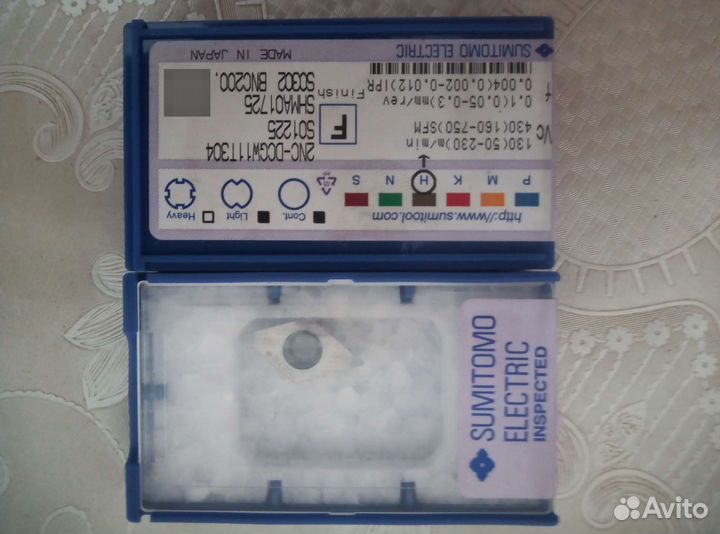 SUMITOMO ELECTRIC
MADE IN JAPAN
f
0.1(0.05-0.3)mm/rev
0.004(0.002-0.012)IPR
Vc
130(50-230)m/min
430(160-750)SFM
F
Finish
2NC-DCGW11T304
S01225
SHMA01725
S0302 BNC200.
P M K H N S
Cont. Light Heavy
http://www.sumitool.com
SUMITOMO
ELECTRIC
INSPECTED
Avito